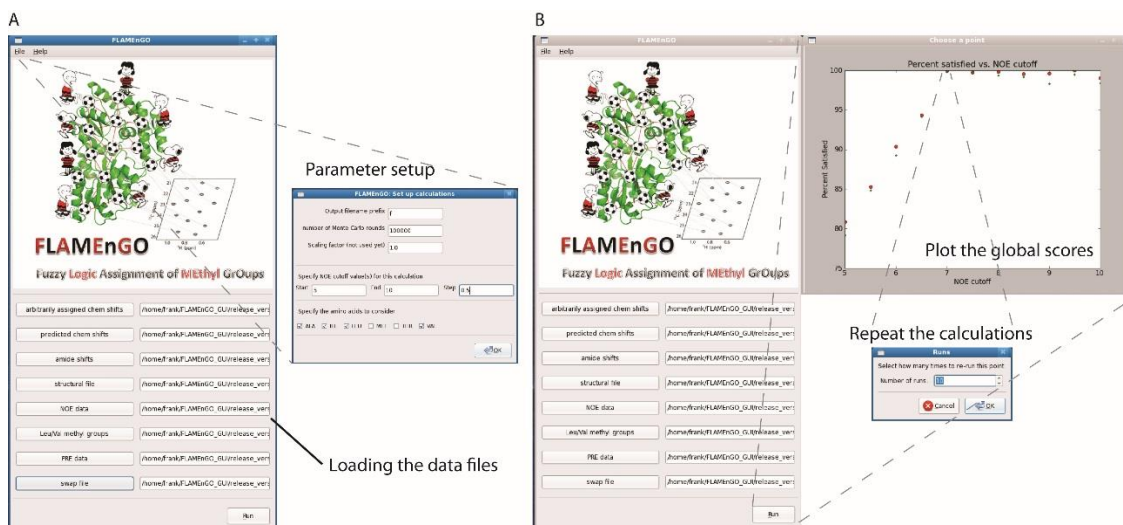 A
FLAMEnGO
File Help
FLAMEnGO
Fuzzy Logic Assignment of MEthyl GrOups
arbitrarily assigned chem shifts /home/frank/FLAMEnGO_GUI/release_vers
predicted chem shifts /home/frank/FLAMEnGO_GUI/release_vers
amide shifts /home/frank/FLAMEnGO_GUI/release_vers
structural file /home/frank/FLAMEnGO_GUI/release_vers
NOE data /home/frank/FLAMEnGO_GUI/release_vers
Leu/Val methyl groups /home/frank/FLAMEnGO_GUI/release_vers
PRE data /home/frank/FLAMEnGO_GUI/release_vers
swap file /home/frank/FLAMEnGO_GUI/release_vers
Run
Parameter setup
FLAMEnGO: Set up calculations
Output filename prefix
number of Monte Carlo rounds 100000
Scaling factor (not used yet) 1.0
Specify NOE cutoff value(s) for this calculation
Start 5 End 10 Step 0.5
Specify the amino acids to consider
ALA ILE LEU MET THR VAL
OK
Loading the data files
B
FLAMEnGO
File Help
FLAMEnGO
Fuzzy Logic Assignment of MEthyl GrOups
arbitrarily assigned chem shifts /home/frank/FLAMEnGO_GUI/release_vers
predicted chem shifts /home/frank/FLAMEnGO_GUI/release_vers
amide shifts /home/frank/FLAMEnGO_GUI/release_vers
structural file /home/frank/FLAMEnGO_GUI/release_vers
NOE data /home/frank/FLAMEnGO_GUI/release_vers
Leu/Val methyl groups /home/frank/FLAMEnGO_GUI/release_vers
PRE data /home/frank/FLAMEnGO_GUI/release_vers
swap file /home/frank/FLAMEnGO_GUI/release_vers
Run
Choose a point
Percent satisfied vs. NOE cutoff
Percent Satisfied
100
95
90
85
80
75
5 6 7 8 9 10
NOE cutoff
Plot the global scores
Repeat the calculations
Runs
Select how many times to re-run this point
Number of runs:
Cancel OK